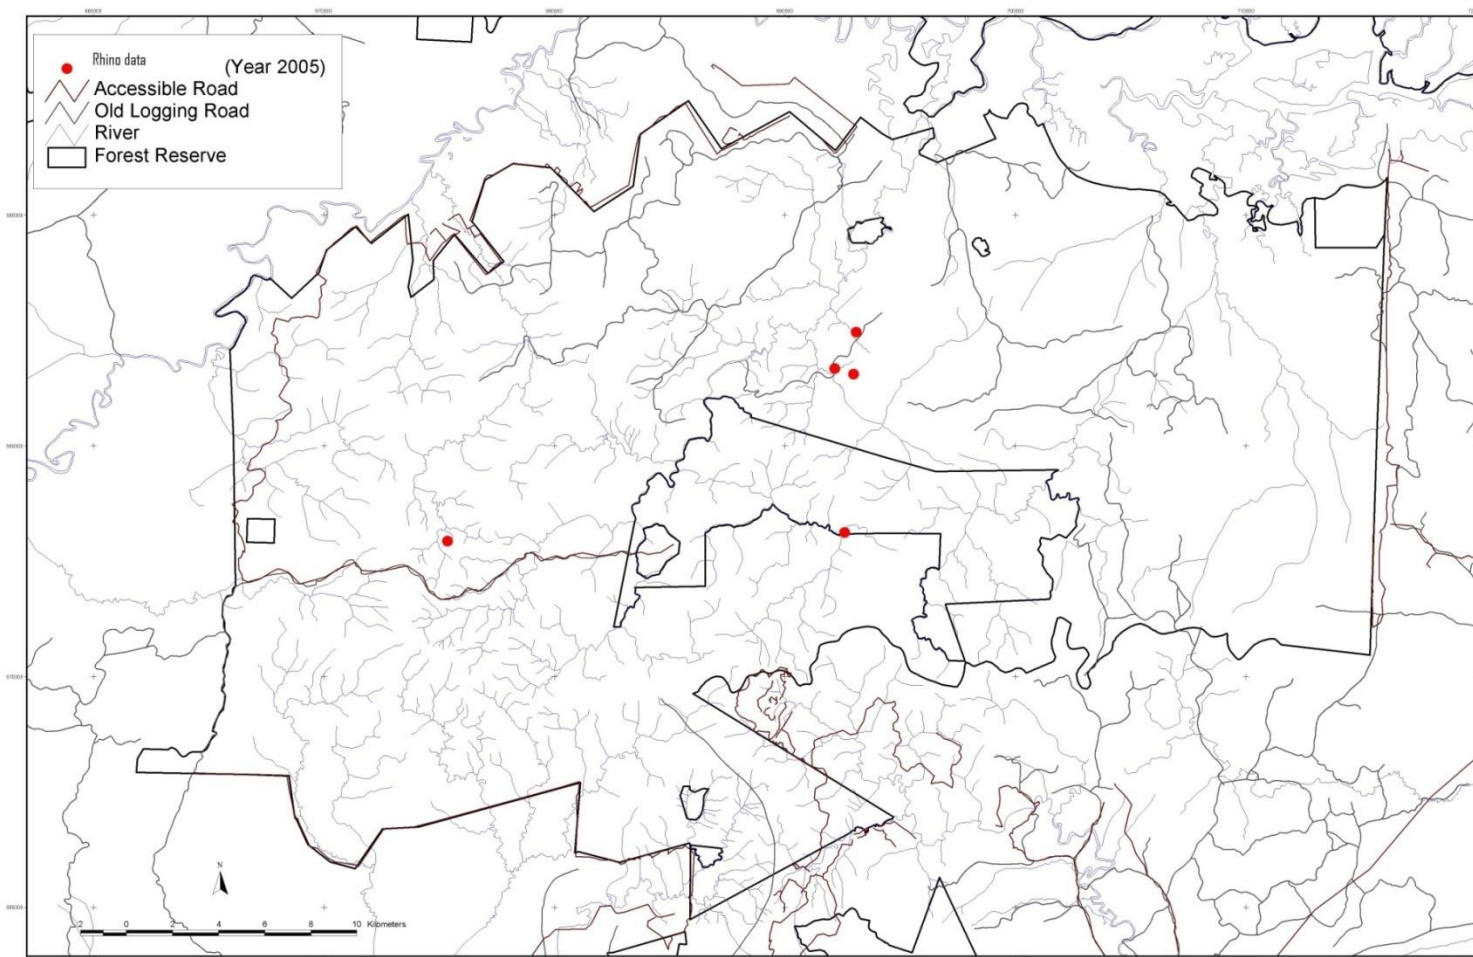 Rhino data
(Year 2005)
Accessible Road
Old Logging Road
River
Forest Reserve
N
2 0 2 4 6 8 10 Kilometers